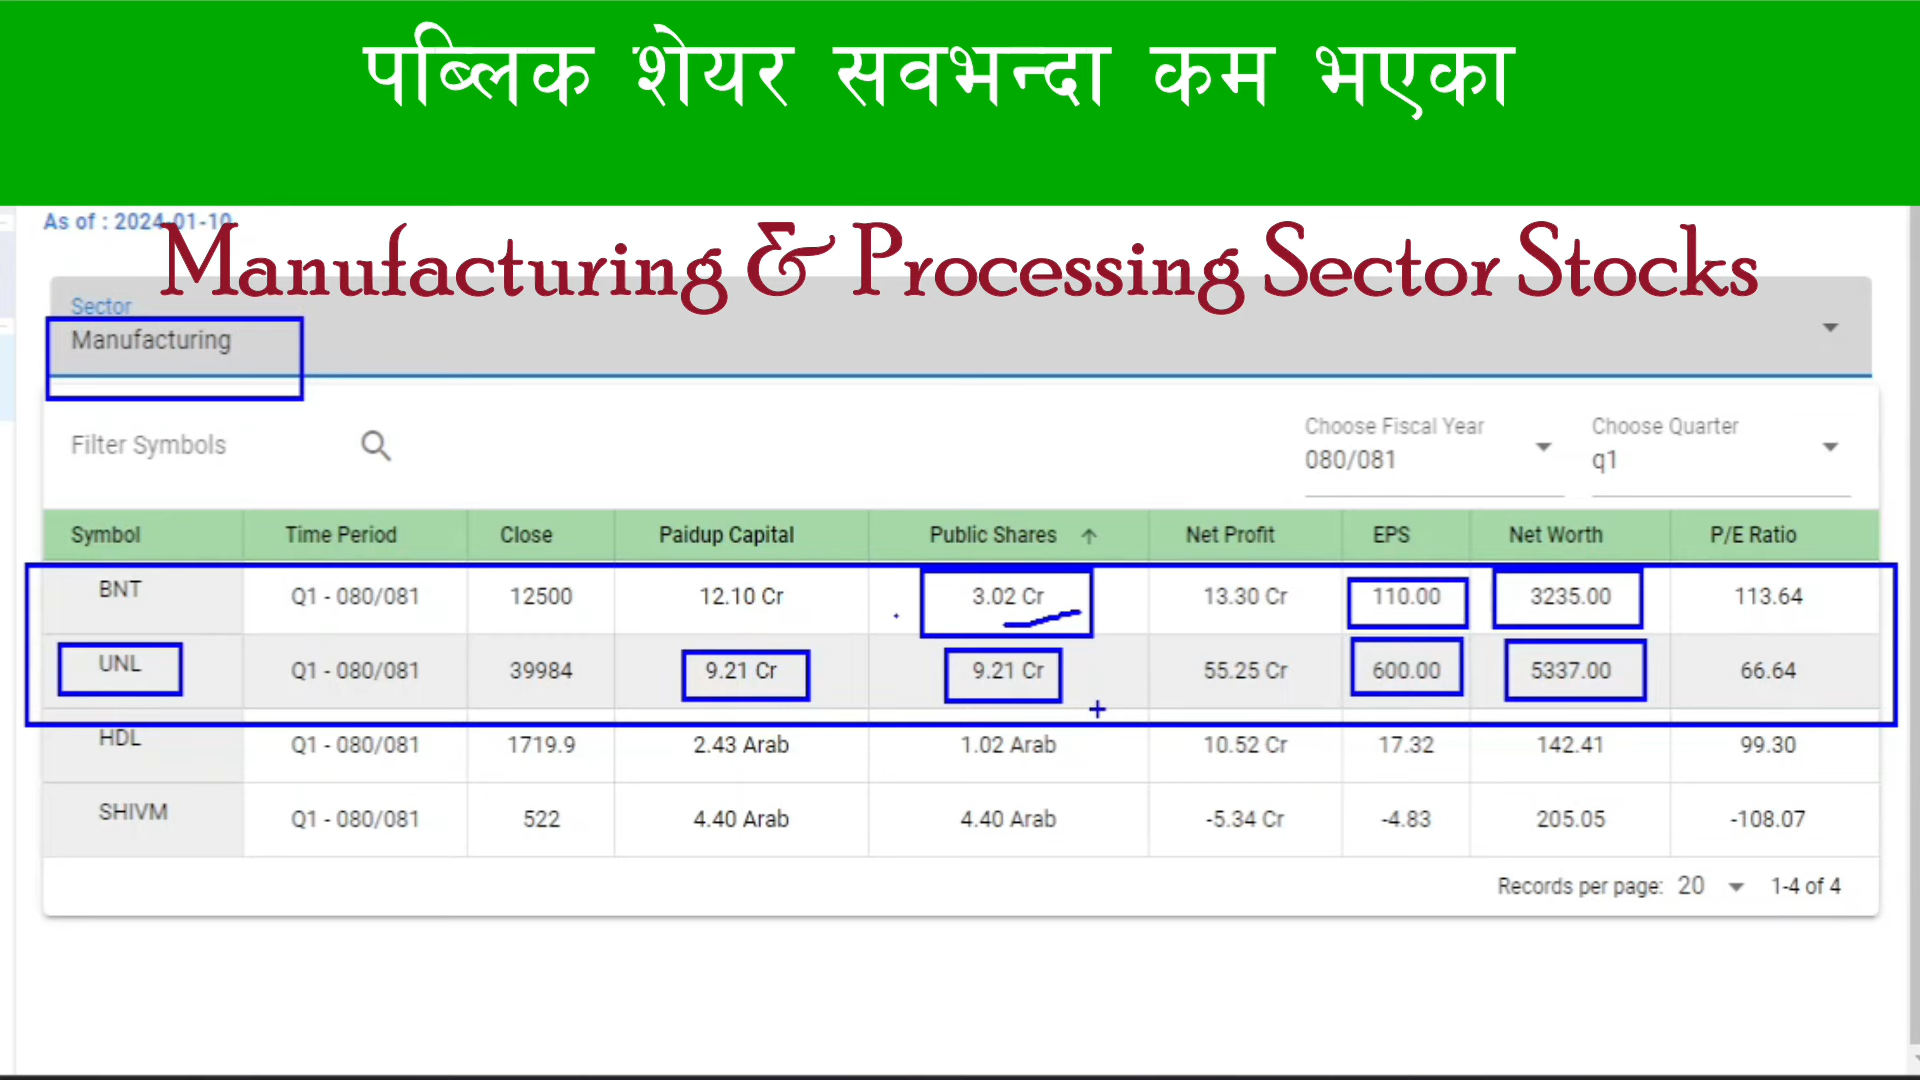 पब्लिक शेयर सवभन्दा कम भएका
As of : 2024-01-10
Manufacturing & Processing Sector Stocks
Sector
Manufacturing
Filter Symbols
Choose Fiscal Year
080/081
Choose Quarter
q1
Symbol Time Period Close Paidup Capital Public Shares ↑ Net Profit EPS Net Worth P/E Ratio
BNT Q1 - 080/081 12500 12.10 Cr 3.02 Cr 13.30 Cr 110.00 3235.00 113.64
UNL Q1 - 080/081 39984 9.21 Cr 9.21 Cr 55.25 Cr 600.00 5337.00 66.64
HDL Q1 - 080/081 1719.9 2.43 Arab 1.02 Arab 10.52 Cr 17.32 142.41 99.30
SHIVM Q1 - 080/081 522 4.40 Arab 4.40 Arab -5.34 Cr -4.83 205.05 -108.07
Records per page: 20 1-4 of 4